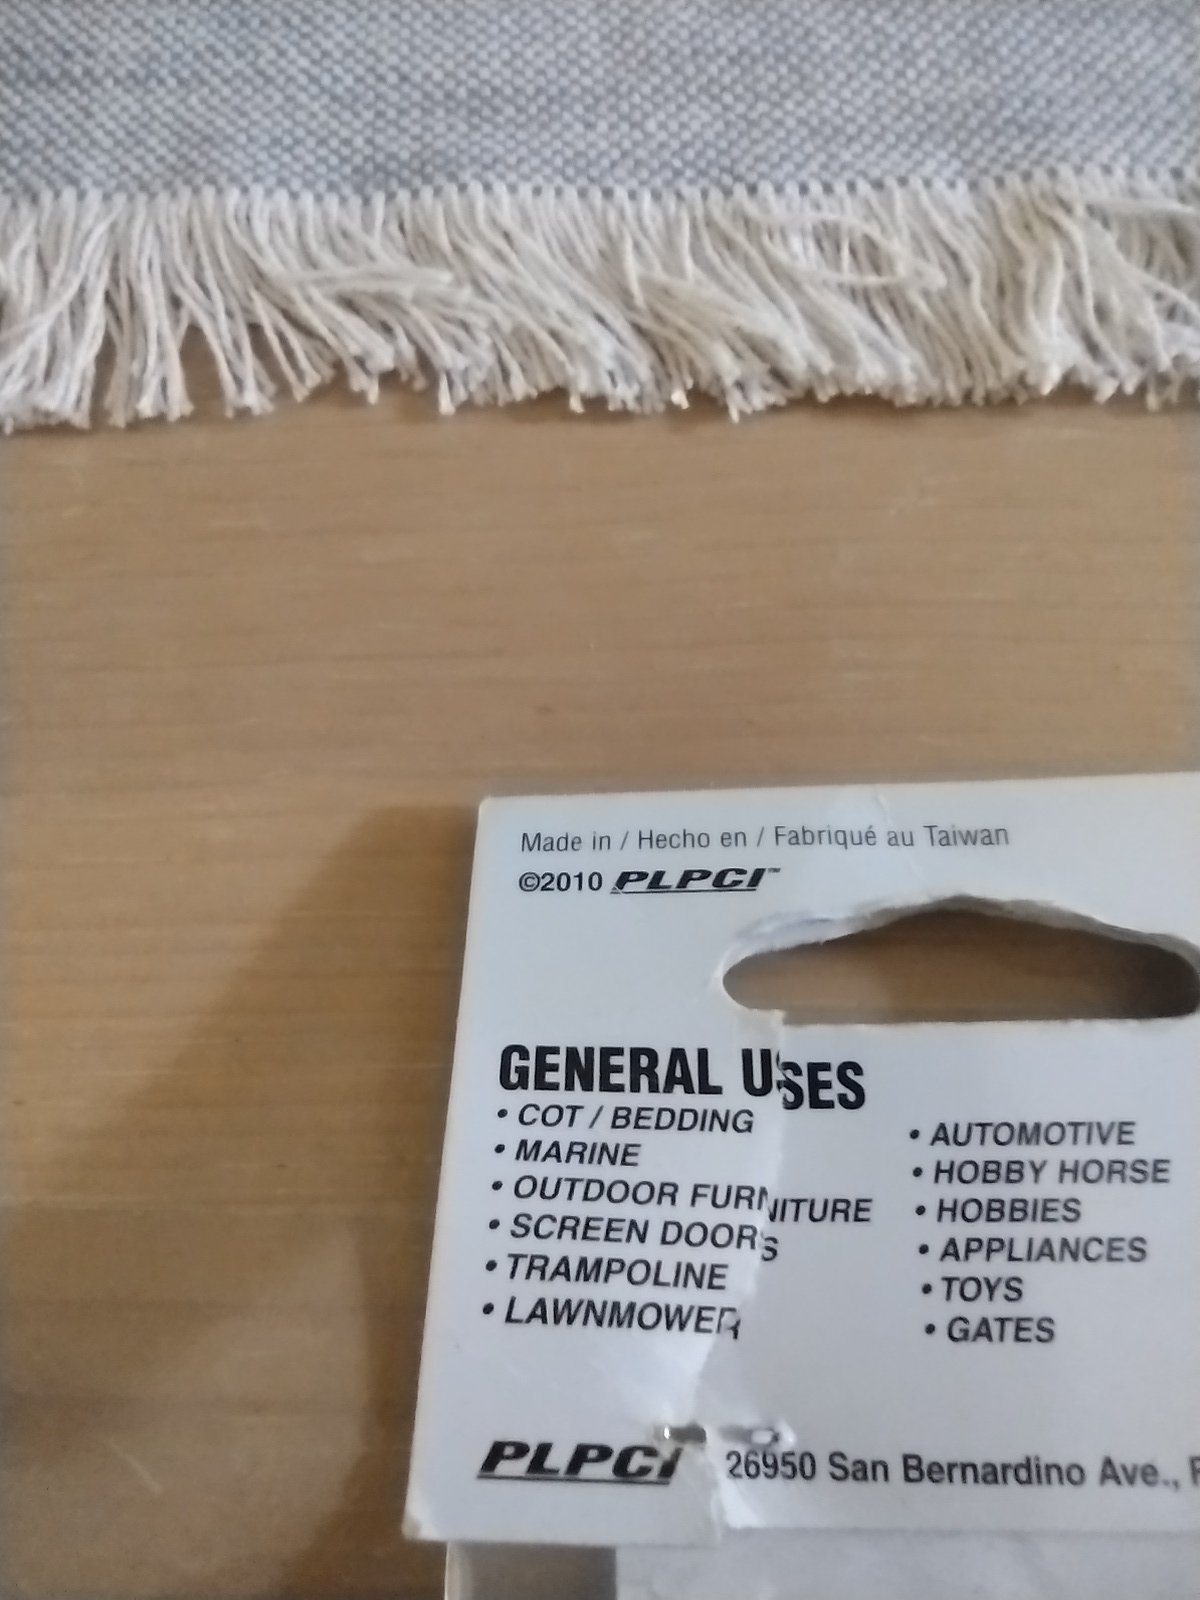 Made in / Hecho en / Fabriqué au Taiwan
©2010 PLPCI™
GENERAL USES
• COT / BEDDING
• MARINE
• OUTDOOR FURNITURE
• SCREEN DOORS
• TRAMPOLINE
• LAWNMOWER
• AUTOMOTIVE
• HOBBY HORSE
• HOBBIES
• APPLIANCES
• TOYS
• GATES
PLPCI 26950 San Bernardino Ave.,